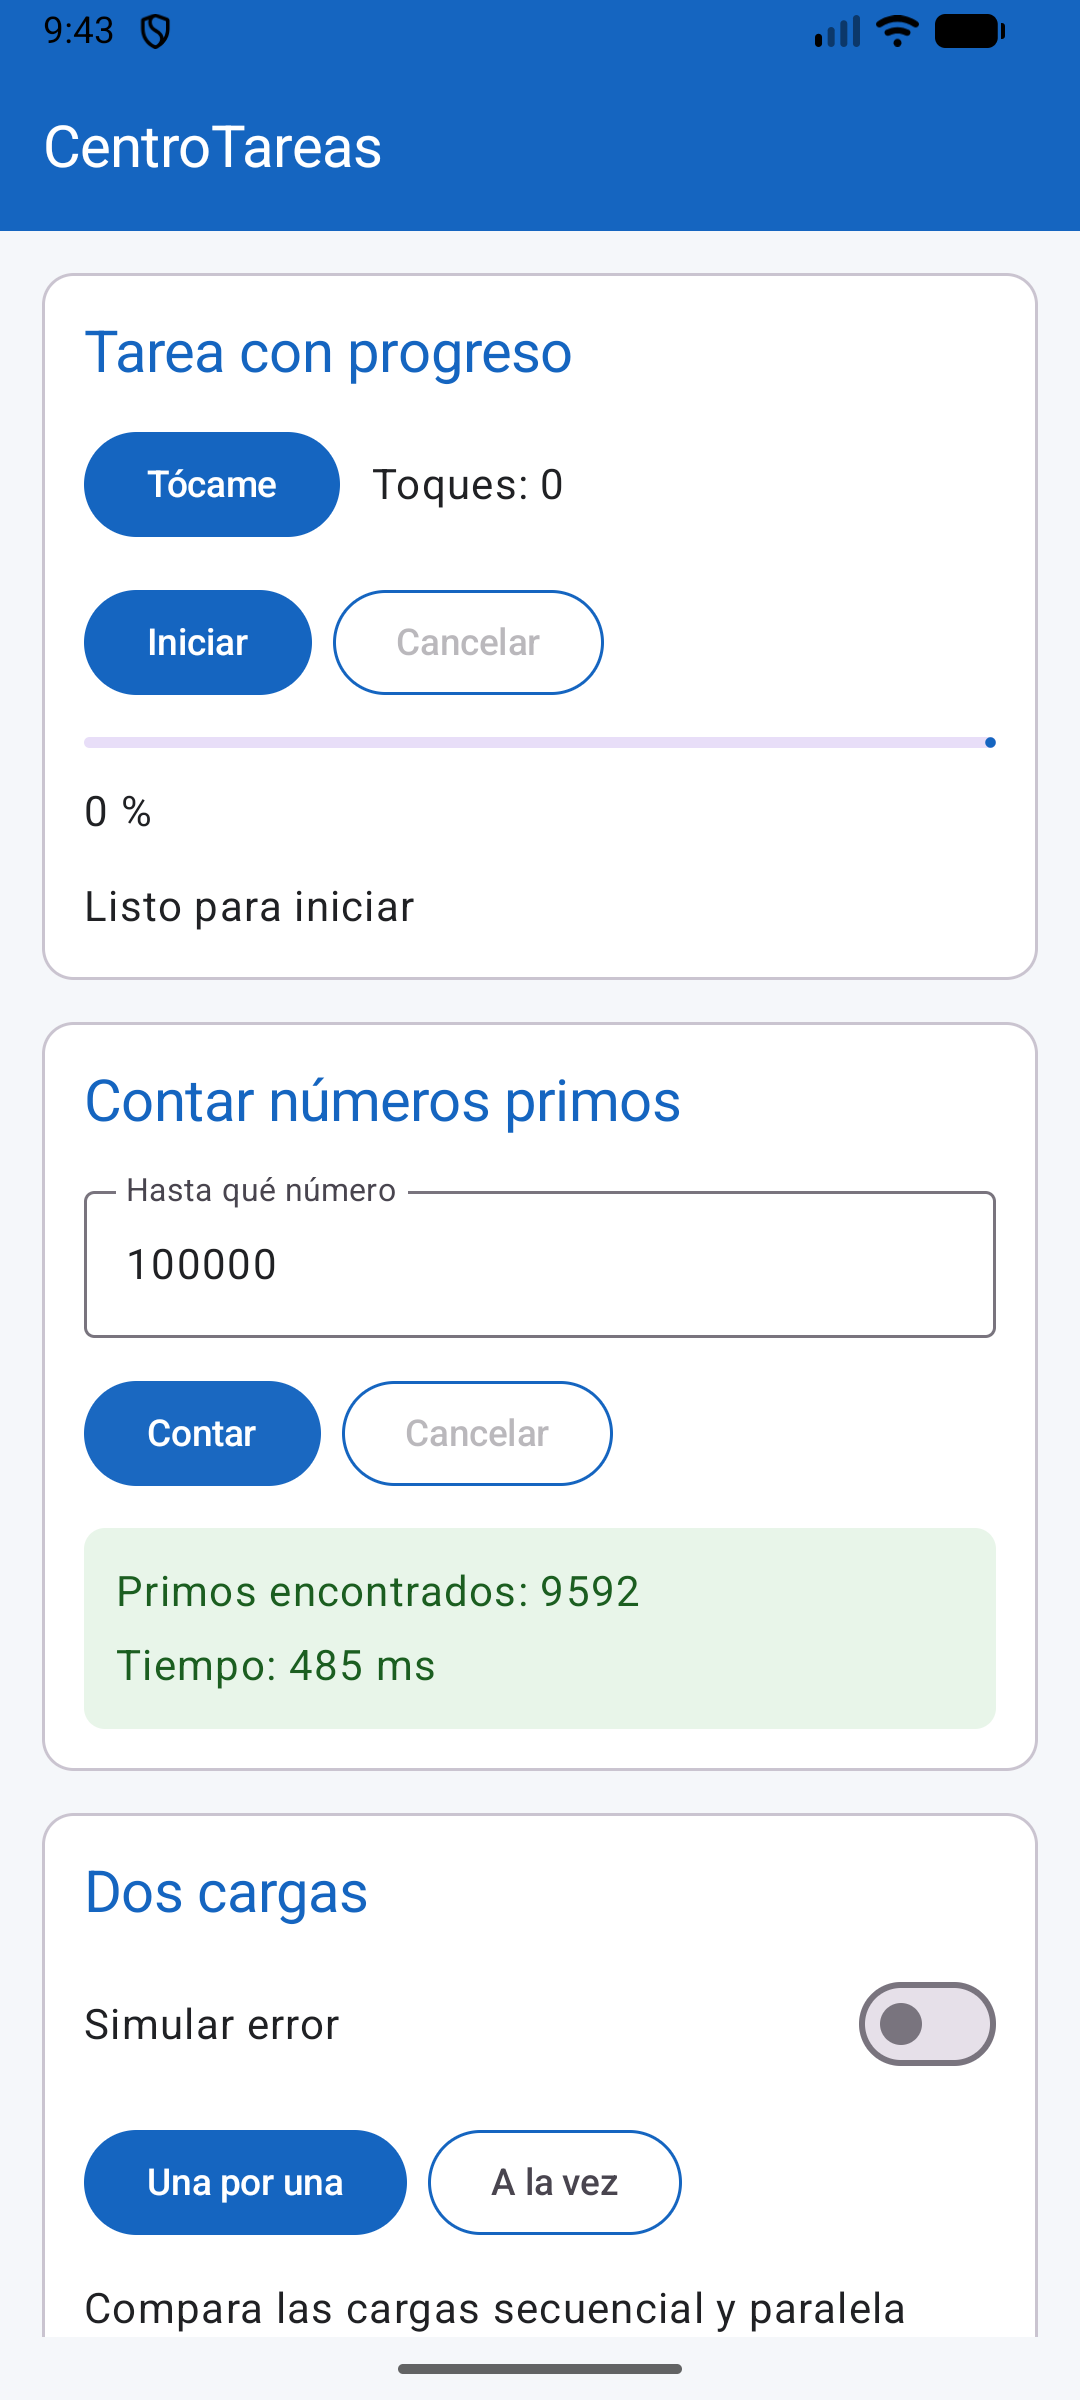 9:43
CentroTareas
Tarea con progreso
Tócame Toques: 0
Iniciar Cancelar
0 %
Listo para iniciar
Contar números primos
Hasta qué número
100000
Contar Cancelar
Primos encontrados: 9592
Tiempo: 485 ms
Dos cargas
Simular error
Una por una A la vez
Compara las cargas secuencial y paralela